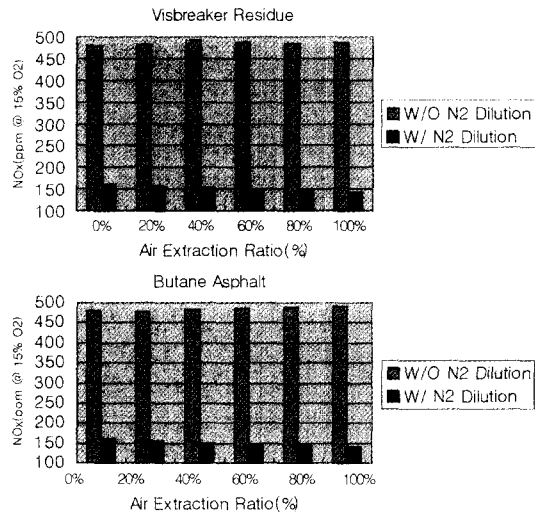 Visbreaker Residue
500
450
400
350
300
250
200
150
100
NOx(ppm @ 15% O2)
0% 20% 40% 60% 80% 100%
Air Extraction Ratio(%)
W/O N2 Dilution
W/ N2 Dilution
Butane Asphalt
500
450
400
350
300
250
200
150
100
NOx(ppm @ 15% O2)
0% 20% 40% 60% 80% 100%
Air Extraction Ratio(%)
W/O N2 Dilution
W/ N2 Dilution